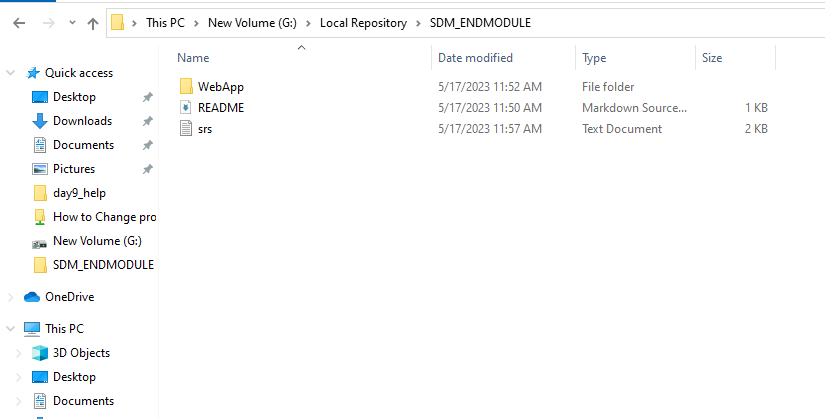 This PC > New Volume (G:) > Local Repository > SDM_ENDMODULE
Name Date modified Type Size
Quick access
Desktop
Downloads
Documents
Pictures
day9_help
How to Change pro
New Volume (G:)
SDM_ENDMODULE
OneDrive
This PC
3D Objects
Desktop
Documents
WebApp 5/17/2023 11:52 AM File folder
README 5/17/2023 11:50 AM Markdown Source... 1 KB
srs 5/17/2023 11:57 AM Text Document 2 KB